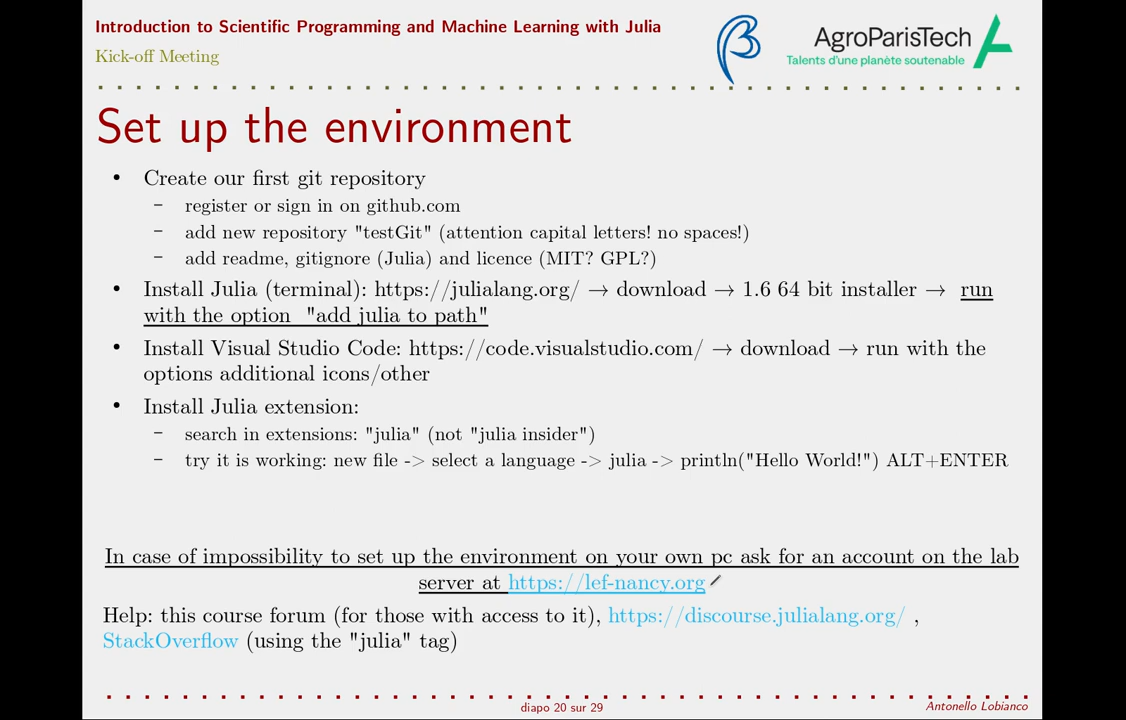 Introduction to Scientific Programming and Machine Learning with Julia
Kick-off Meeting
AgroParisTech
Talents d'une planète soutenable
Set up the environment
• Create our first git repository
– register or sign in on github.com
– add new repository "testGit" (attention capital letters! no spaces!)
– add readme, gitignore (Julia) and licence (MIT? GPL?)
• Install Julia (terminal): https://julialang.org/ → download → 1.6 64 bit installer → run
with the option "add julia to path"
• Install Visual Studio Code: https://code.visualstudio.com/ → download → run with the
options additional icons/other
• Install Julia extension:
– search in extensions: "julia" (not "julia insider")
– try it is working: new file -> select a language -> julia -> println("Hello World!") ALT+ENTER
In case of impossibility to set up the environment on your own pc ask for an account on the lab
server at https://lef-nancy.org
Help: this course forum (for those with access to it), https://discourse.julialang.org/ ,
StackOverflow (using the "julia" tag)
diapo 20 sur 29
Antonello Lobianco